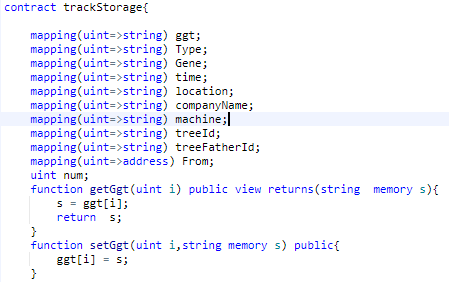 contract trackStorage{
mapping(uint=>string) ggt;
mapping(uint=>string) Type;
mapping(uint=>string) Gene;
mapping(uint=>string) time;
mapping(uint=>string) location;
mapping(uint=>string) companyName;
mapping(uint=>string) machine;
mapping(uint=>string) treeId;
mapping(uint=>string) treeFatherId;
mapping(uint=>address) From;
uint num;
function getGgt(uint i) public view returns(string  memory s){
s = ggt[i];
return  s;
}
function setGgt(uint i,string memory s) public{
ggt[i] = s;
}